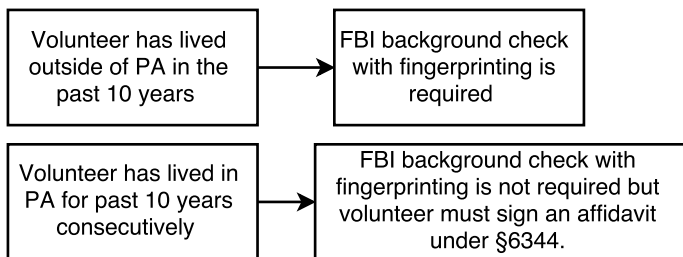 Volunteer has lived
outside of PA in the
past 10 years
FBI background check
with fingerprinting is
required
Volunteer has lived in
PA for past 10 years
consecutively
FBI background check with
fingerprinting is not required but
volunteer must sign an affidavit
under §6344.